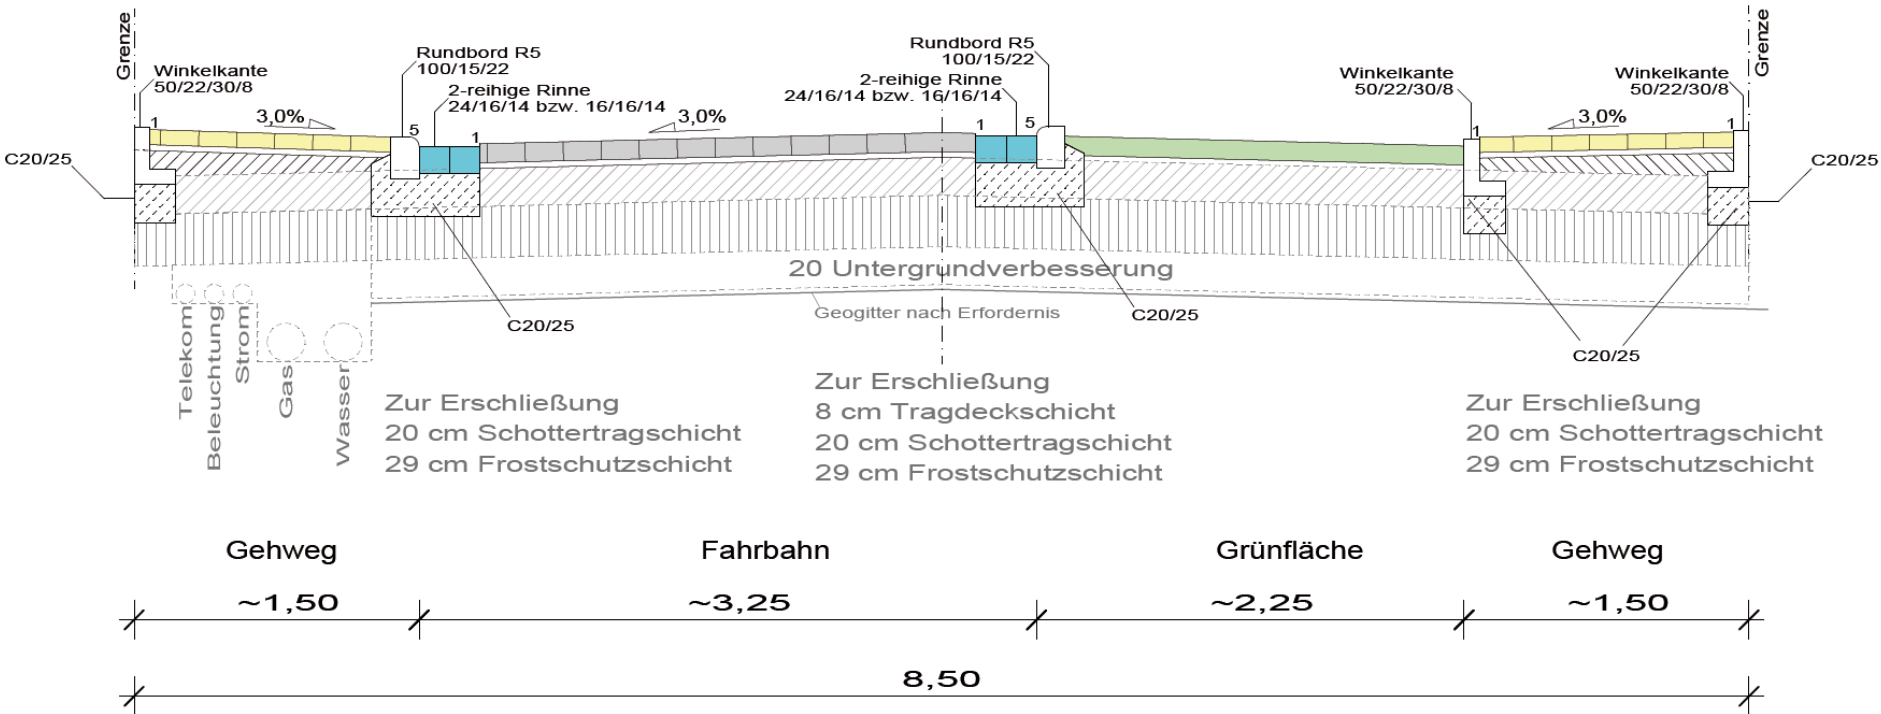 Grenze
Winkelkante
50/22/30/8
1
3,0%
Rundbord R5
100/15/22
5
2-reihige Rinne
24/16/14 bzw. 16/16/14
1
3,0%
Rundbord R5
100/15/22
2-reihige Rinne
24/16/14 bzw. 16/16/14
1
5
Winkelkante
50/22/30/8
1
3,0%
Winkelkante
50/22/30/8
1
Grenze
C20/25
C20/25
20 Untergrundverbesserung
Geogitter nach Erfordernis
C20/25
C20/25
C20/25
Telekom
Beleuchtung
Strom
Gas
Wasser
Zur Erschließung
20 cm Schottertragschicht
29 cm Frostschutzschicht
Zur Erschließung
8 cm Tragdeckschicht
20 cm Schottertragschicht
29 cm Frostschutzschicht
Zur Erschließung
20 cm Schottertragschicht
29 cm Frostschutzschicht
Gehweg
Fahrbahn
Grünfläche
Gehweg
~1,50
~3,25
~2,25
~1,50
8,50